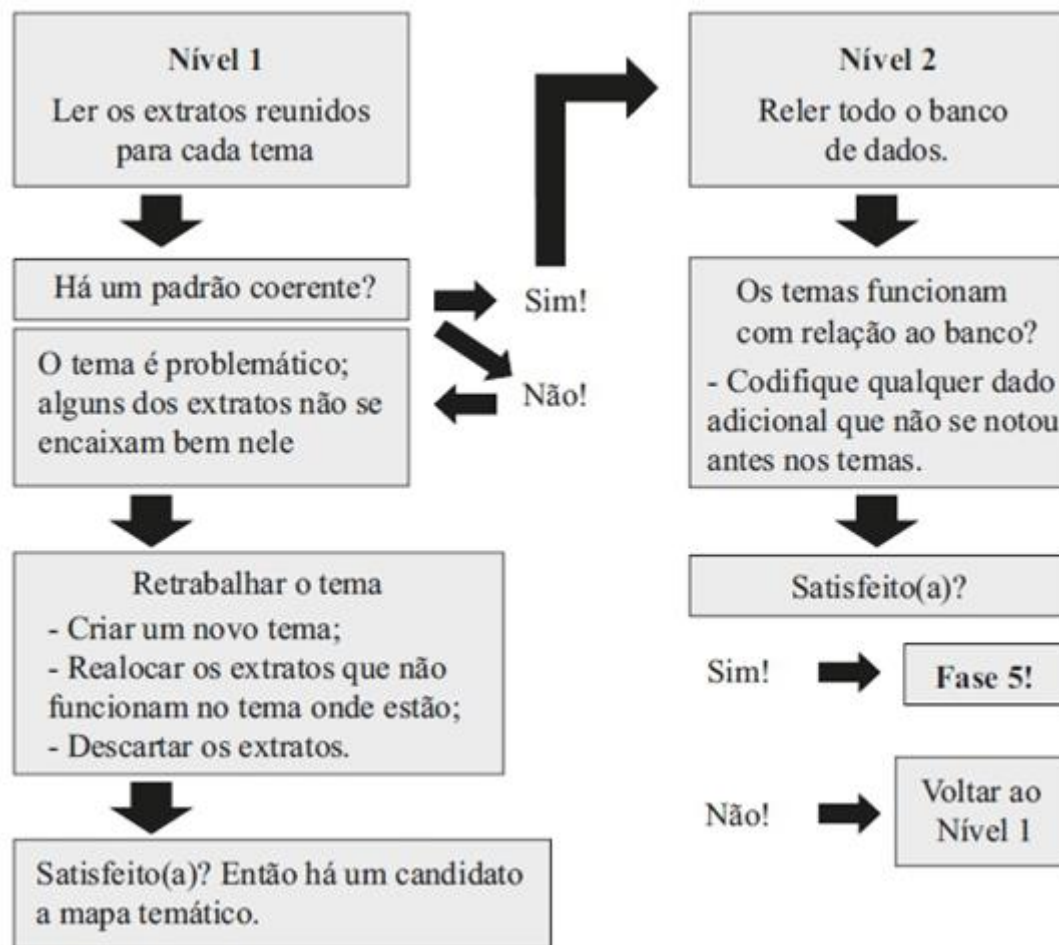 Nível 1
Ler os extratos reunidos
para cada tema
Há um padrão coerente?
Sim!
Não!
O tema é problemático;
alguns dos extratos não se
encaixam bem nele
Retrabalhar o tema
- Criar um novo tema;
- Realocar os extratos que não
funcionam no tema onde estão;
- Descartar os extratos.
Satisfeito(a)? Então há um candidato
a mapa temático.
Nível 2
Reler todo o banco
de dados.
Os temas funcionam
com relação ao banco?
- Codifique qualquer dado
adicional que não se notou
antes nos temas.
Satisfeito(a)?
Sim!
Fase 5!
Não!
Voltar ao
Nível 1